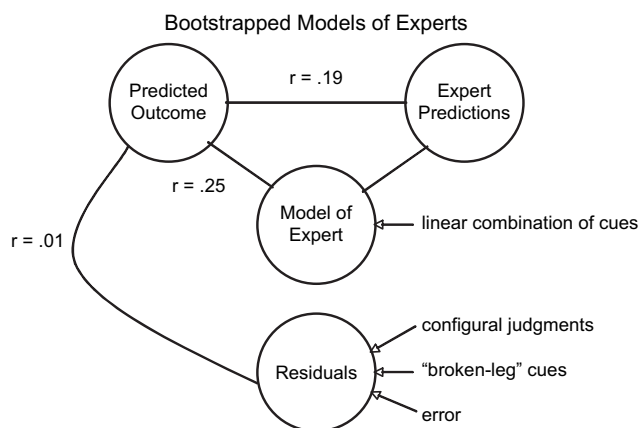 Bootstrapped Models of Experts
r = .19
Predicted
Outcome
Expert
Predictions
r = .25
Model of
Expert
linear combination of cues
r = .01
configural judgments
Residuals
“broken-leg” cues
error